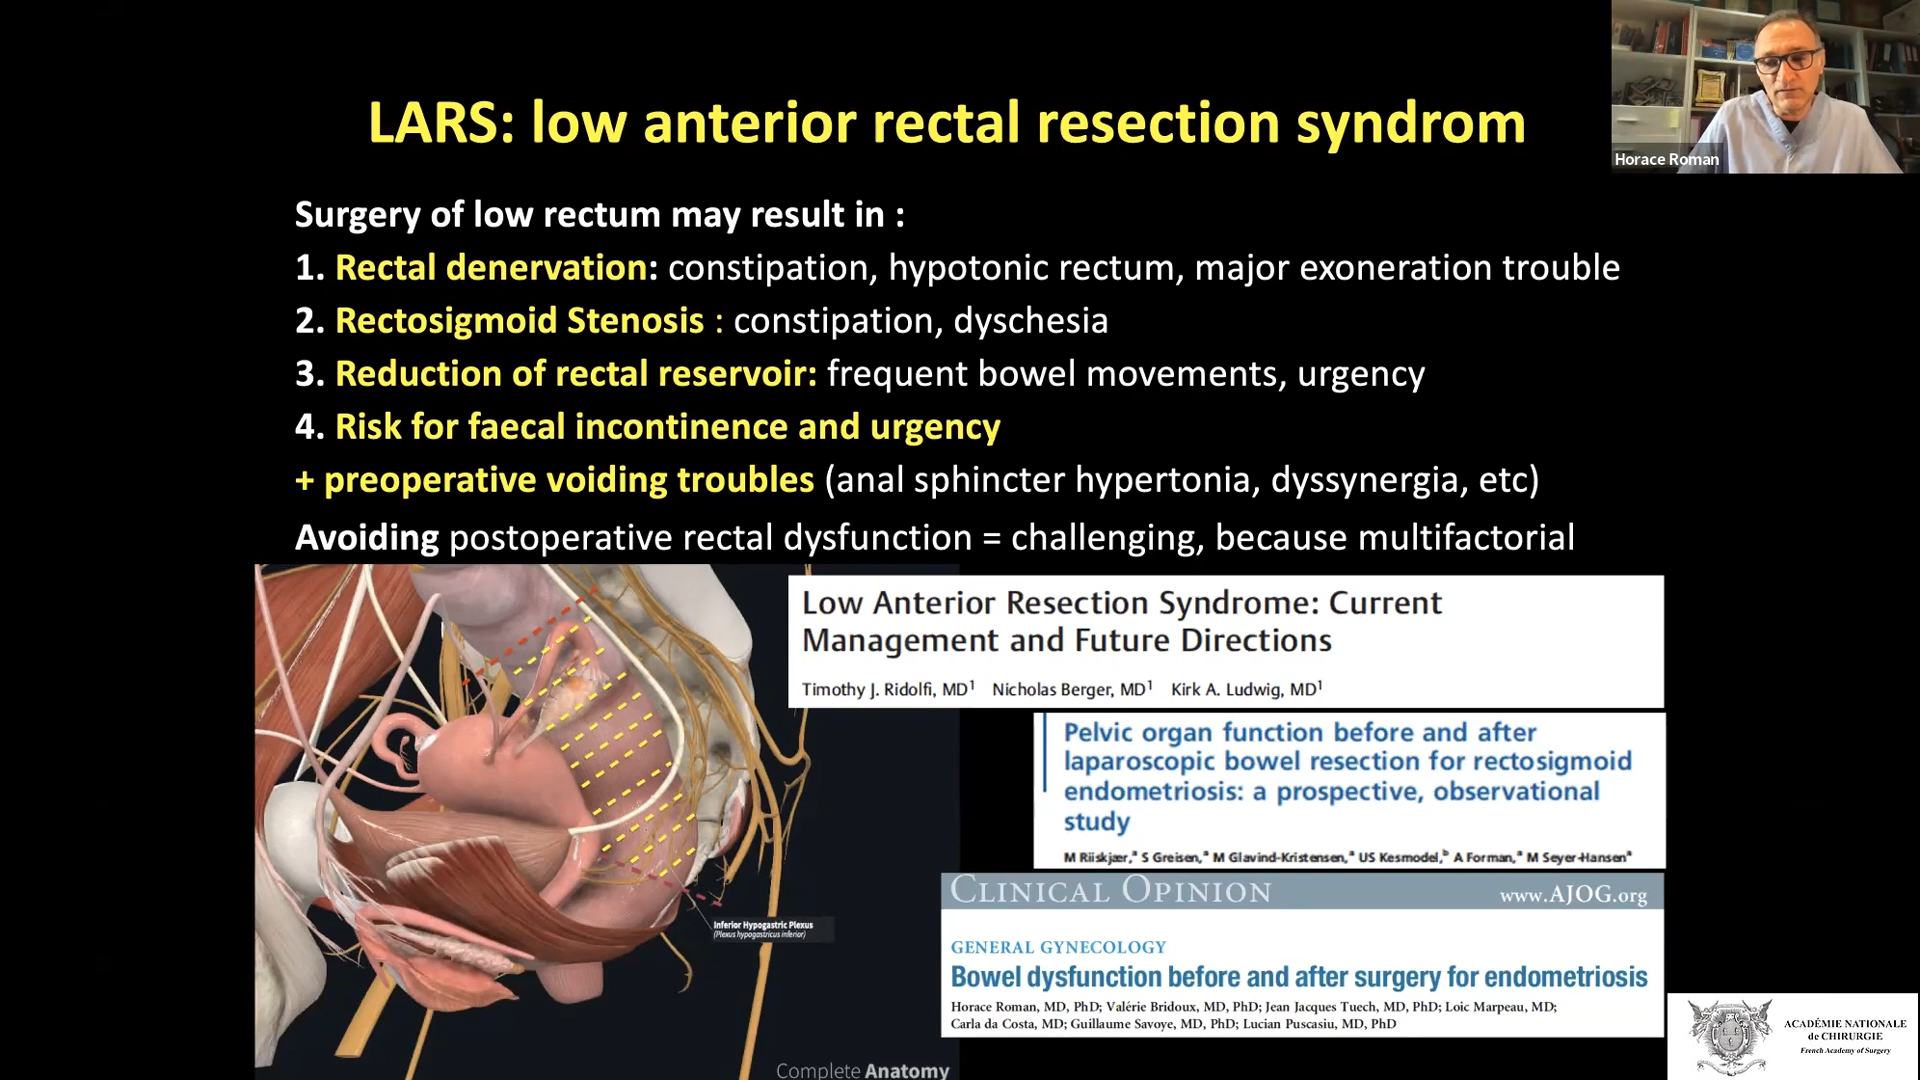 LARS: low anterior rectal resection syndrom
Horace Roman
Surgery of low rectum may result in :
1. Rectal denervation: constipation, hypotonic rectum, major exoneration trouble
2. Rectosigmoid Stenosis : constipation, dyschesia
3. Reduction of rectal reservoir: frequent bowel movements, urgency
4. Risk for faecal incontinence and urgency
+ preoperative voiding troubles (anal sphincter hypertonia, dyssynergia, etc)
Avoiding postoperative rectal dysfunction = challenging, because multifactorial
Low Anterior Resection Syndrome: Current
Management and Future Directions
Timothy J. Ridolfi, MD¹ Nicholas Berger, MD¹ Kirk A. Ludwig, MD¹
Pelvic organ function before and after
laparoscopic bowel resection for rectosigmoid
endometriosis: a prospective, observational
study
M Riiskjær,ª S Greisen,ª M Glavind-Kristensen,ª US Kesmodel,ᵇ A Forman,ª M Seyer-Hansenª
CLINICAL OPINION www.AJOG.org
GENERAL GYNECOLOGY
Bowel dysfunction before and after surgery for endometriosis
Horace Roman, MD, PhD; Valérie Bridoux, MD, PhD; Jean Jacques Tuech, MD, PhD; Loic Marpeau, MD;
Carla da Costa, MD; Guillaume Savoye, MD, PhD; Lucian Puscasiu, MD, PhD
Inferior Hypogastric Plexus
(Plexus hypogastricus inferior)
Complete Anatomy
ACADÉMIE NATIONALE
de CHIRURGIE
French Academy of Surgery